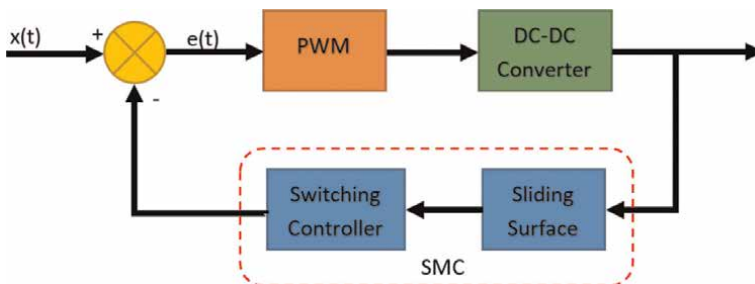 x(t)
+
e(t)
PWM
DC-DC
Converter
-
Switching
Controller
Sliding
Surface
SMC